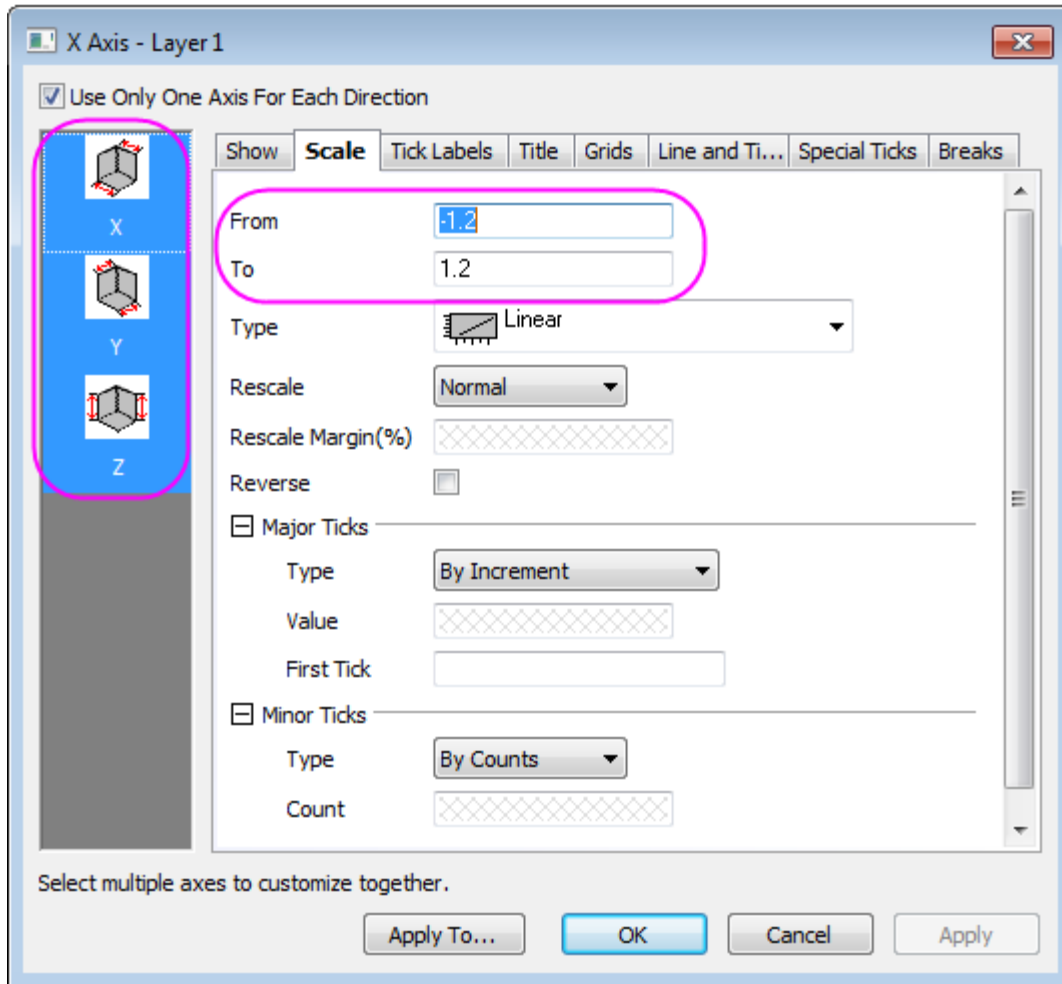 X Axis - Layer 1
Use Only One Axis For Each Direction
X
Y
Z
Show Scale Tick Labels Title Grids Line and Ti... Special Ticks Breaks
From -1.2
To 1.2
Type Linear
Rescale Normal
Rescale Margin(%)
Reverse
Major Ticks
Type By Increment
Value
First Tick
Minor Ticks
Type By Counts
Count
Select multiple axes to customize together.
Apply To... OK Cancel Apply